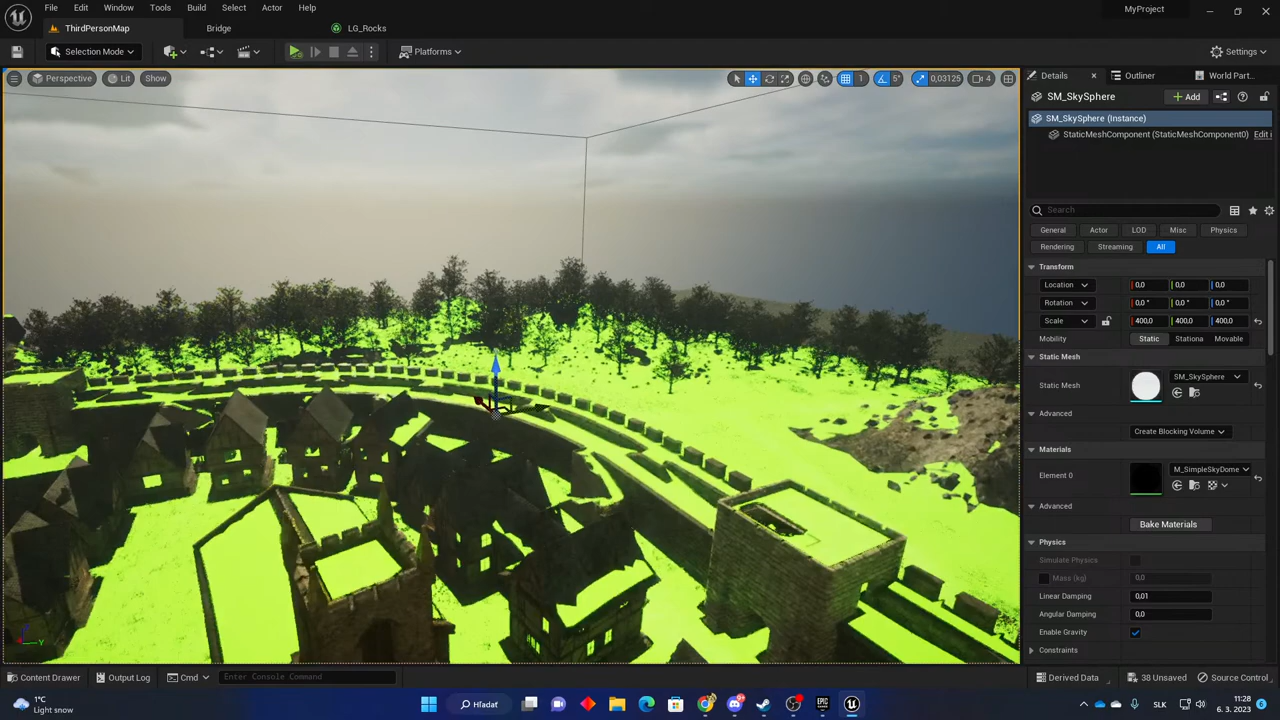 File Edit Window Tools Build Select Actor Help
MyProject
ThirdPersonMap Bridge LG_Rocks
Selection Mode Platforms Settings
Perspective Lit Show 1 5° 0,03125 4
Details Outliner World Part...
SM_SkySphere Add
SM_SkySphere (Instance)
StaticMeshComponent (StaticMeshComponent0) Edit i
Search
General Actor LOD Misc Physics
Rendering Streaming All
Transform
Location 0,0 0,0 0,0
Rotation 0,0 ° 0,0 ° 0,0 °
Scale 400,0 400,0 400,0
Mobility Static Stationa Movable
Static Mesh
Static Mesh SM_SkySphere
Advanced
Create Blocking Volume
Materials
Element 0 M_SimpleSkyDome
Advanced
Bake Materials
Physics
Simulate Physics
Mass (kg) 0,0
Linear Damping 0,01
Angular Damping 0,0
Enable Gravity
Constraints
Y
Content Drawer Output Log Cmd Enter Console Command Derived Data 38 Unsaved Source Control
1°C
Light snow
Hľadať
SLK
11:28
6. 3. 2023